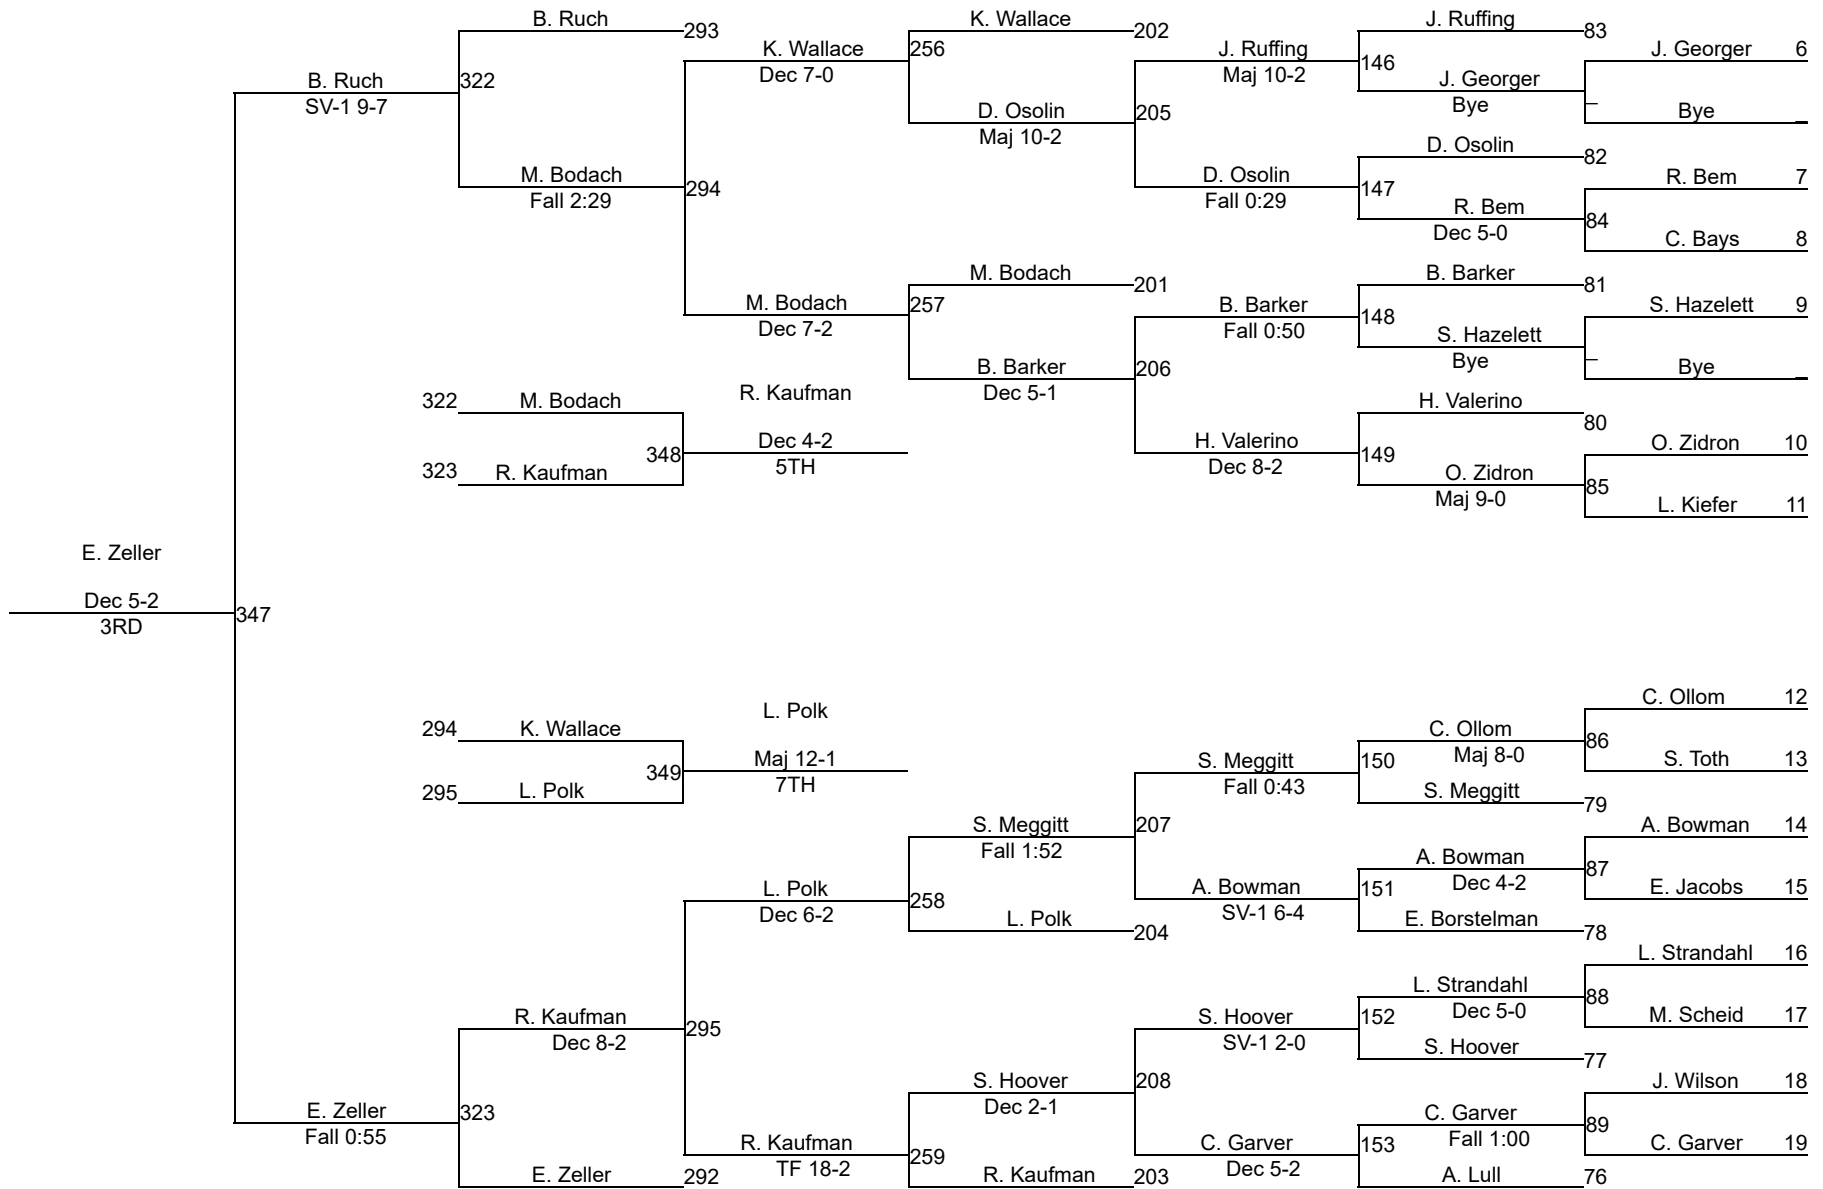 B. Ruch
293
K. Wallace
202
J. Ruffing
83
J. Georger 6
K. Wallace
Dec 7-0
256
J. Ruffing
Maj 10-2
146
J. Georger
Bye
_
Bye _
B. Ruch
SV-1 9-7
322
D. Osolin
Maj 10-2
205
D. Osolin
82
R. Bem 7
M. Bodach
Fall 2:29
294
D. Osolin
Fall 0:29
147
R. Bem
Dec 5-0
84
C. Bays 8
M. Bodach
201
B. Barker
81
M. Bodach
Dec 7-2
257
B. Barker
Fall 0:50
148
S. Hazelett 9
S. Hazelett
Bye
_
Bye _
B. Barker
Dec 5-1
206
322 M. Bodach
R. Kaufman
H. Valerino
80
348
Dec 4-2
5TH
H. Valerino
Dec 8-2
149
O. Zidron 10
323 R. Kaufman
O. Zidron
Maj 9-0
85
L. Kiefer 11
E. Zeller
Dec 5-2
3RD
347
C. Ollom 12
294 K. Wallace
L. Polk
C. Ollom
Maj 8-0
86
349
Maj 12-1
7TH
S. Meggitt
Fall 0:43
150
S. Toth 13
295 L. Polk
S. Meggitt
79
S. Meggitt
Fall 1:52
207
A. Bowman 14
A. Bowman
Dec 4-2
87
L. Polk
Dec 6-2
258
A. Bowman
SV-1 6-4
151
E. Jacobs 15
L. Polk
204
E. Borstelman
78
L. Strandahl 16
L. Strandahl
Dec 5-0
88
R. Kaufman
Dec 8-2
295
S. Hoover
SV-1 2-0
152
M. Scheid 17
S. Hoover
77
S. Hoover
Dec 2-1
208
J. Wilson 18
E. Zeller
Fall 0:55
323
C. Garver
Fall 1:00
89
R. Kaufman
TF 18-2
259
C. Garver
Dec 5-2
153
C. Garver 19
E. Zeller
292
R. Kaufman
203
A. Lull
76